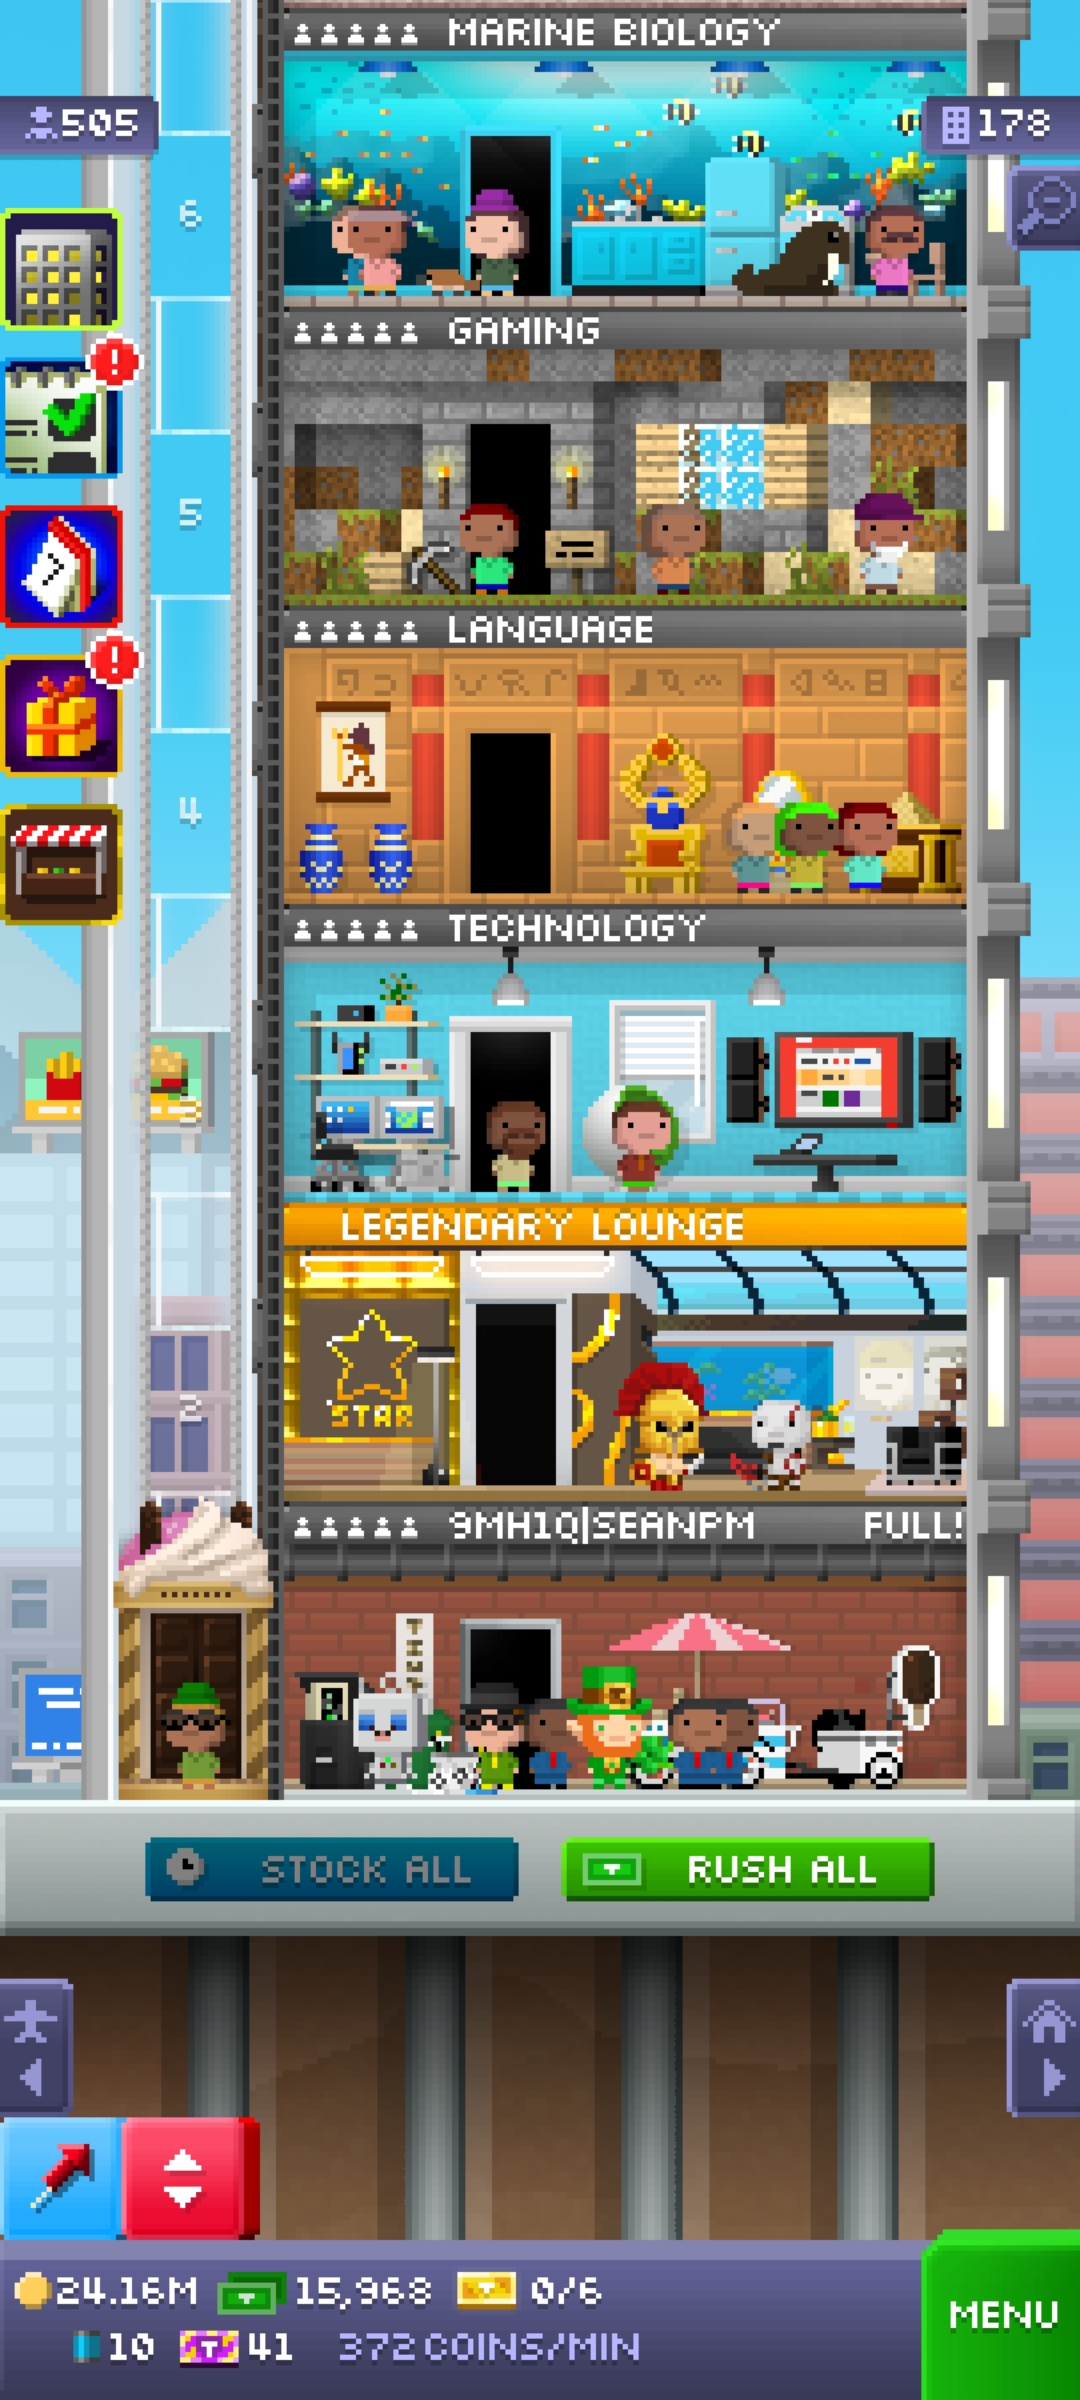 MARINE BIOLOGY
505
178
6
GAMING
5
7
LANGUAGE
4
TECHNOLOGY
LEGENDARY LOUNGE
STAR
2
9MH1Q|SEANPM FULL!
STOCK ALL
RUSH ALL
24.16M 15,968 0/6
10 41 372 COINS/MIN
MENU